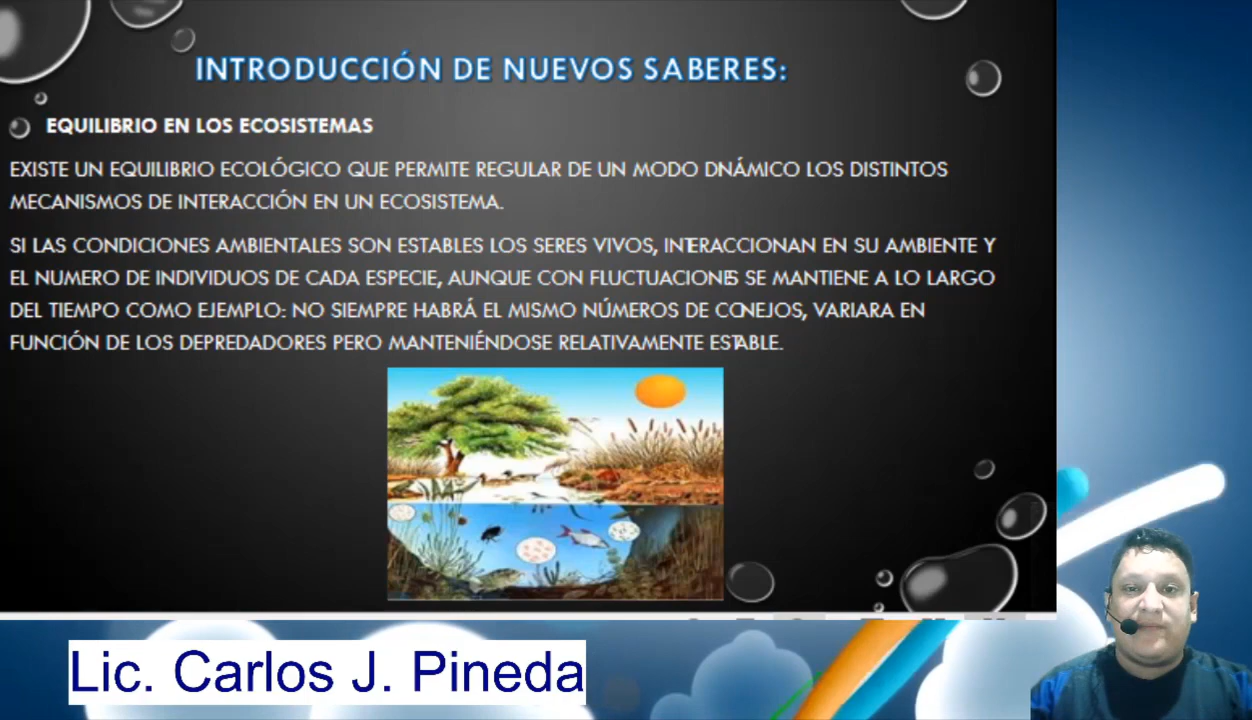 INTRODUCCIÓN DE NUEVOS SABERES:
EQUILIBRIO EN LOS ECOSISTEMAS
EXISTE UN EQUILIBRIO ECOLÓGICO QUE PERMITE REGULAR DE UN MODO DNÁMICO LOS DISTINTOS
MECANISMOS DE INTERACCIÓN EN UN ECOSISTEMA.
SI LAS CONDICIONES AMBIENTALES SON ESTABLES LOS SERES VIVOS, INTERACCIONAN EN SU AMBIENTE Y
EL NUMERO DE INDIVIDUOS DE CADA ESPECIE, AUNQUE CON FLUCTUACIONES SE MANTIENE A LO LARGO
DEL TIEMPO COMO EJEMPLO: NO SIEMPRE HABRÁ EL MISMO NÚMEROS DE CONEJOS, VARIARA EN
FUNCIÓN DE LOS DEPREDADORES PERO MANTENIÉNDOSE RELATIVAMENTE ESTABLE.
Lic. Carlos J. Pineda